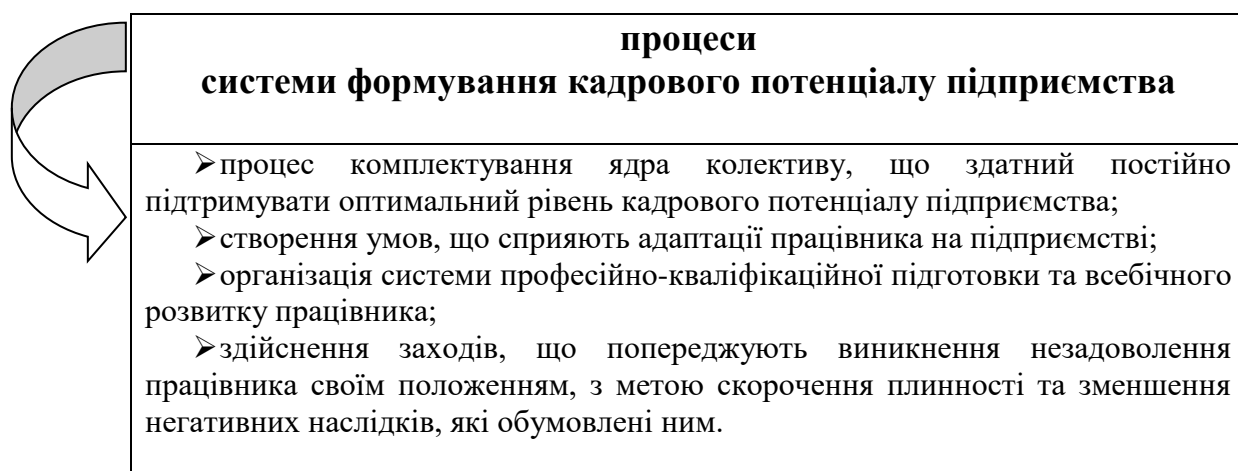 процеси
системи формування кадрового потенціалу підприємства
➢процес комплектування ядра колективу, що здатний постійно
підтримувати оптимальний рівень кадрового потенціалу підприємства;
➢створення умов, що сприяють адаптації працівника на підприємстві;
➢організація системи професійно-кваліфікаційної підготовки та всебічного
розвитку працівника;
➢здійснення заходів, що попереджують виникнення незадоволення
працівника своїм положенням, з метою скорочення плинності та зменшення
негативних наслідків, які обумовлені ним.